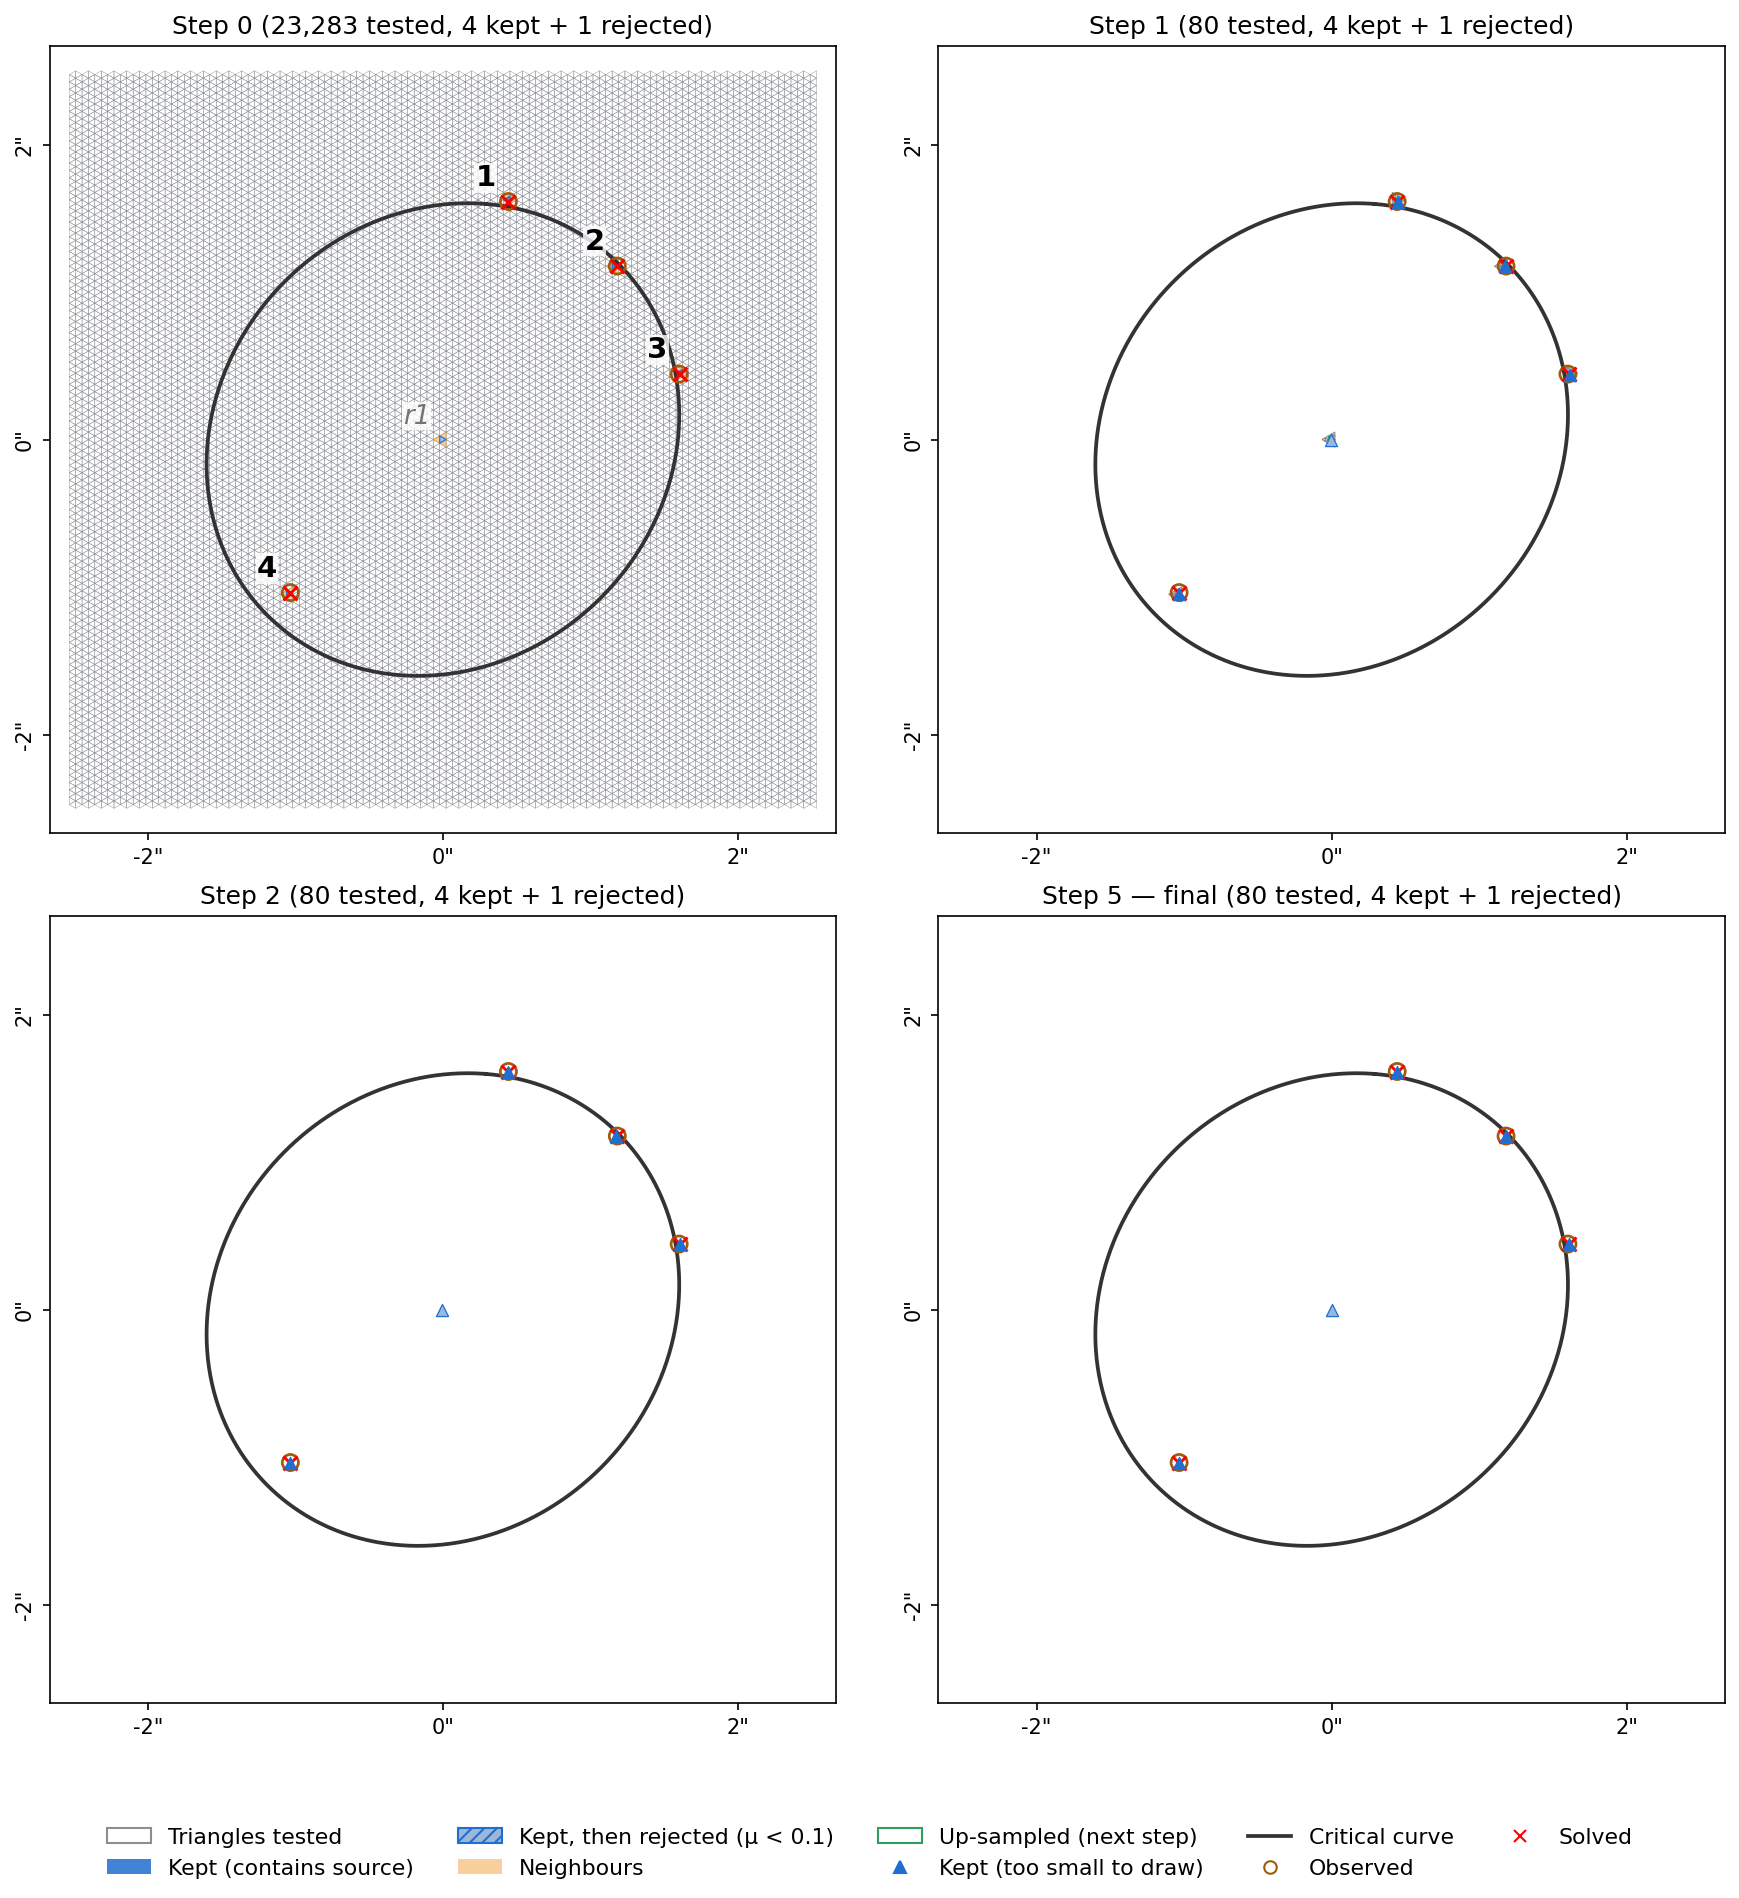 Step 0 (23,283 tested, 4 kept + 1 rejected)
2"
0"
-2"
-2"
0"
2"
1
2
3
4
r1
Step 1 (80 tested, 4 kept + 1 rejected)
2"
0"
-2"
-2"
0"
2"
Step 2 (80 tested, 4 kept + 1 rejected)
2"
0"
-2"
-2"
0"
2"
Step 5 — final (80 tested, 4 kept + 1 rejected)
2"
0"
-2"
-2"
0"
2"
Triangles tested
Kept (contains source)
Kept, then rejected (μ < 0.1)
Neighbours
Up-sampled (next step)
Kept (too small to draw)
Critical curve
Observed
Solved